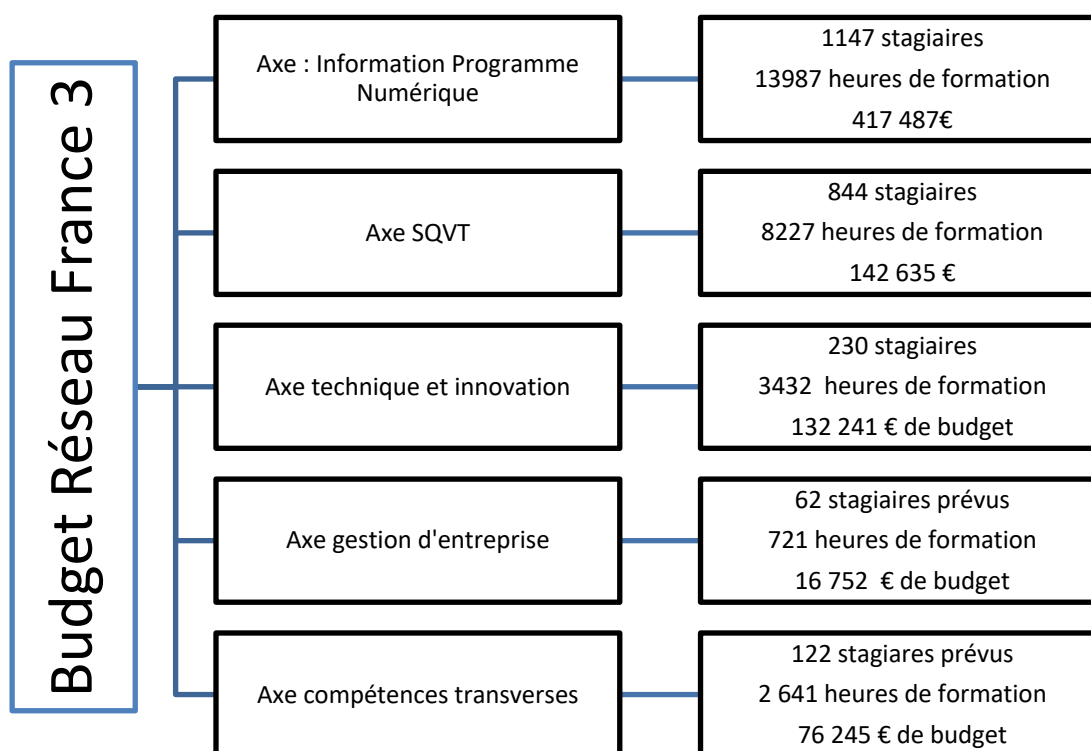 Budget Réseau France 3
Axe : Information Programme
Numérique
1147 stagiaires
13987 heures de formation
417 487€
Axe SQVT
844 stagiaires
8227 heures de formation
142 635 €
Axe technique et innovation
230 stagiaires
3432 heures de formation
132 241 € de budget
Axe gestion d'entreprise
62 stagiaires prévus
721 heures de formation
16 752 € de budget
Axe compétences transverses
122 stagiares prévus
2 641 heures de formation
76 245 € de budget